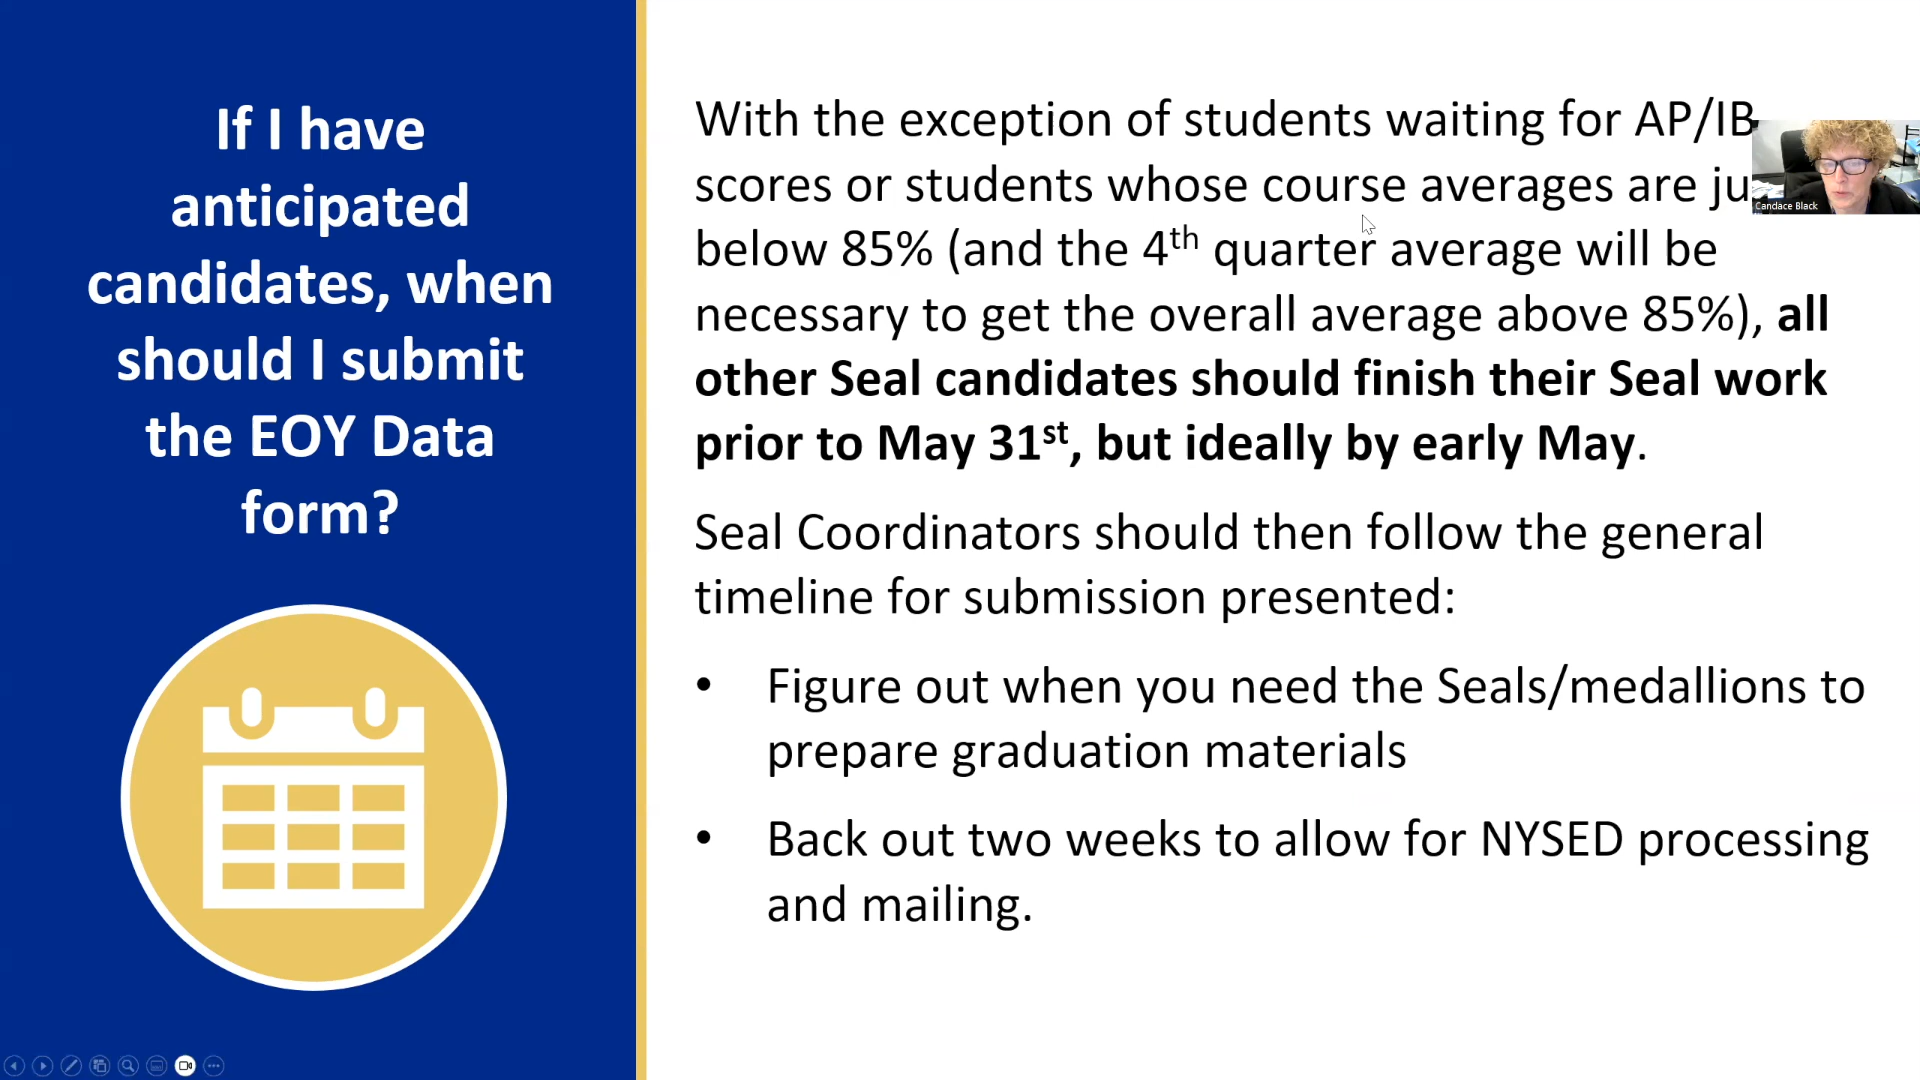 If I have
anticipated
candidates, when
should I submit
the EOY Data
form?
With the exception of students waiting for AP/IB
scores or students whose course averages are ju
below 85% (and the 4th quarter average will be
necessary to get the overall average above 85%), all
other Seal candidates should finish their Seal work
prior to May 31st, but ideally by early May.
Seal Coordinators should then follow the general
timeline for submission presented:
• Figure out when you need the Seals/medallions to
prepare graduation materials
• Back out two weeks to allow for NYSED processing
and mailing.
Candace Black